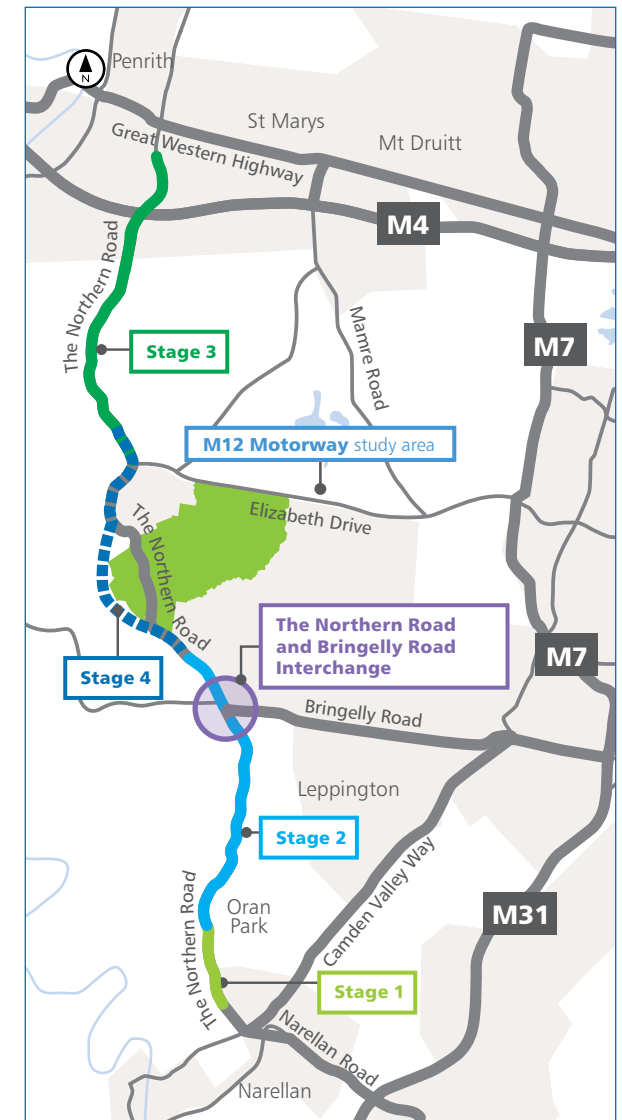 Penrith
N
St Marys
Great Western Highway
Mt Druitt
M4
The Northern Road
Stage 3
Mamre Road
M7
M12 Motorway study area
Elizabeth Drive
The Northern Road
The Northern Road
and Bringelly Road
Interchange
M7
Stage 4
Bringelly Road
Leppington
Stage 2
Camden Valley Way
Oran
Park
The Northern Road
M31
Stage 1
Narellan Road
Narellan